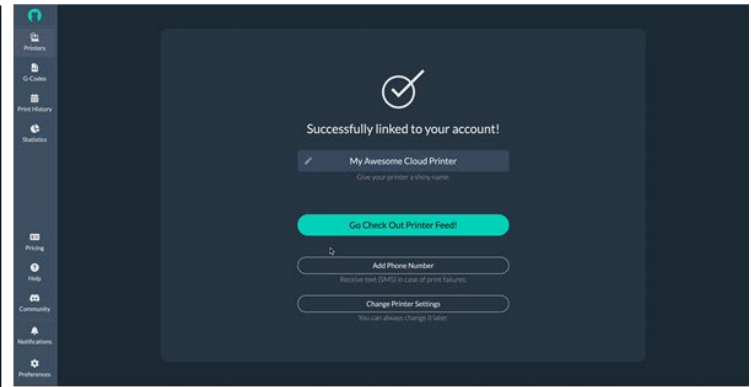 Printers
G-Codes
Print History
Statistics
Pricing
Help
Community
Notifications
Preferences
Successfully linked to your account!
My Awesome Cloud Printer
Give your printer a shiny name.
Go Check Out Printer Feed!
Add Phone Number
Receive text (SMS) in case of print failures.
Change Printer Settings
You can always change it later.